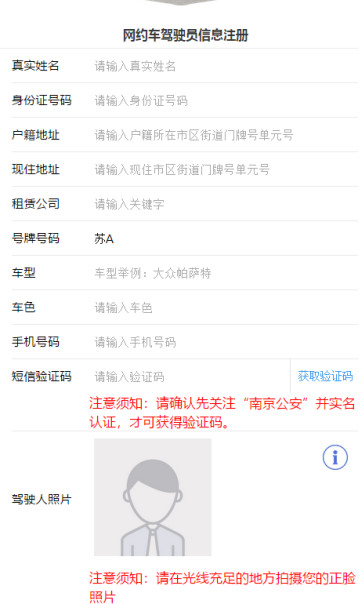 网约车驾驶员信息注册
真实姓名 请输入真实姓名
身份证号码 请输入身份证号码
户籍地址 请输入户籍所在市区街道门牌号单元号
现住地址 请输入现住市区街道门牌号单元号
租赁公司 请输入关键字
号牌号码 苏A
车型 车型举例：大众帕萨特
车色 请输入车色
手机号码 请输入手机号码
短信验证码 请输入验证码 获取验证码
注意须知：请确认先关注“南京公安”并实名
认证，才可获得验证码。
驾驶人照片
注意须知：请在光线充足的地方拍摄您的正脸
照片